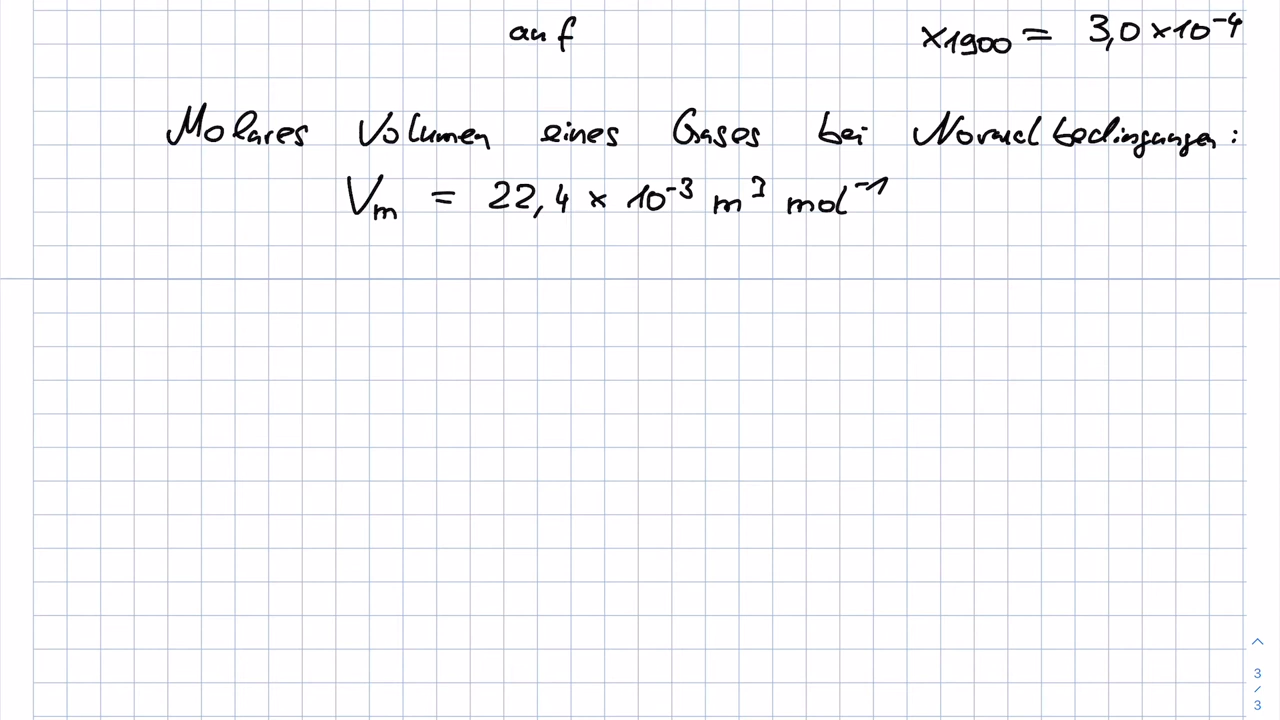 auf x1900 = 3,0 × 10⁻⁴
Molares Volumen eines Gases bei Normalbedingungen:
Vₘ = 22,4 × 10⁻³ m³ mol⁻¹
^
3
/
3